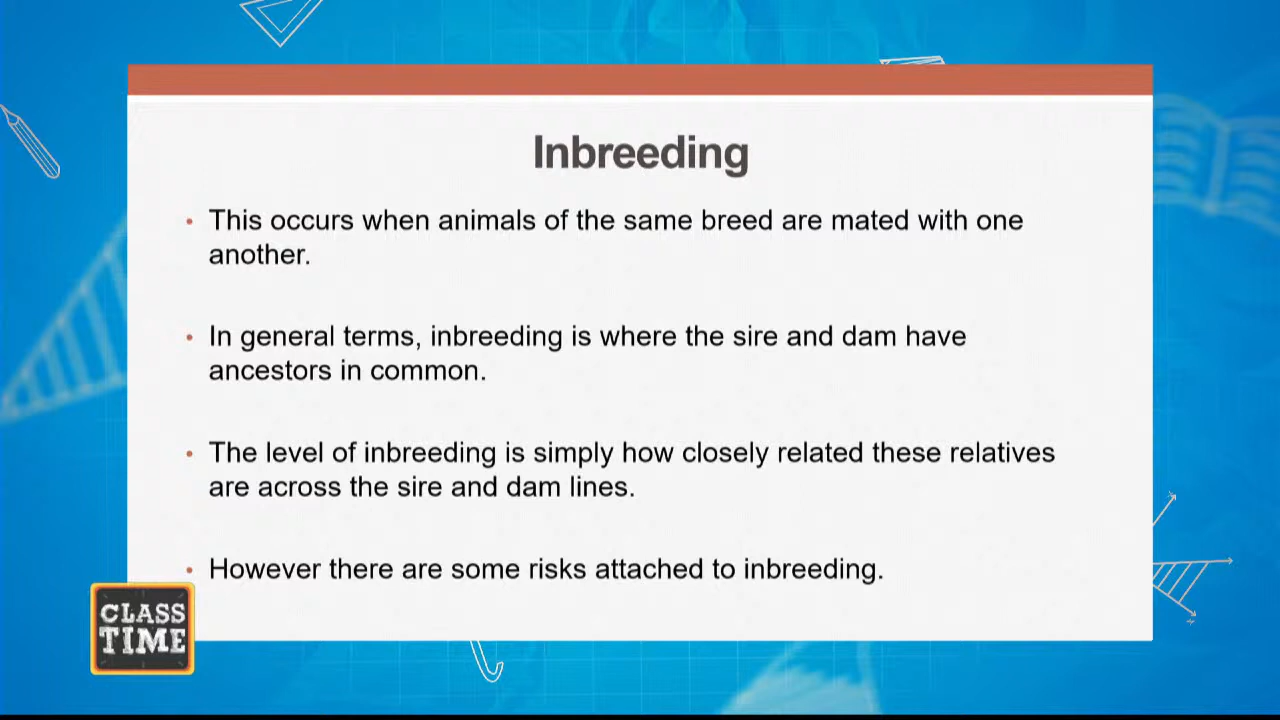 Inbreeding
• This occurs when animals of the same breed are mated with one
another.
• In general terms, inbreeding is where the sire and dam have
ancestors in common.
• The level of inbreeding is simply how closely related these relatives
are across the sire and dam lines.
• However there are some risks attached to inbreeding.
CLASS
TIME